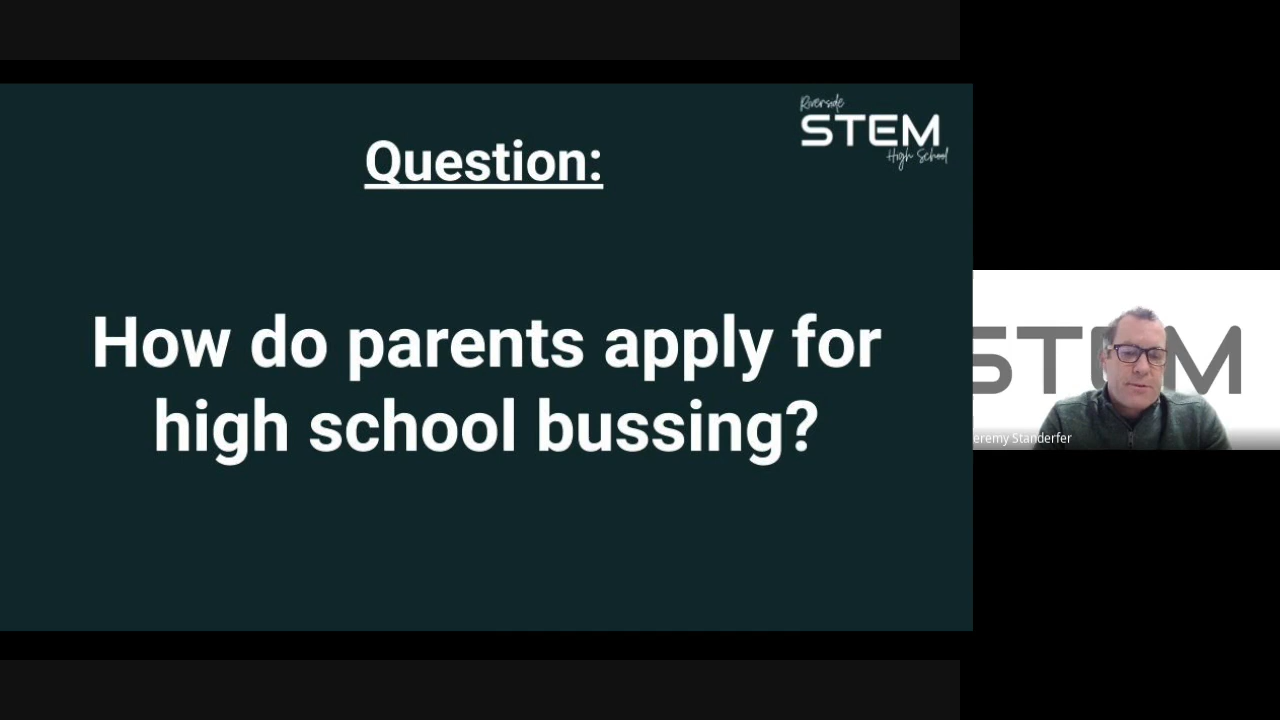 Riverside
STEM
High School
Question:
How do parents apply for
high school bussing?
STEM
eremy Standerfer